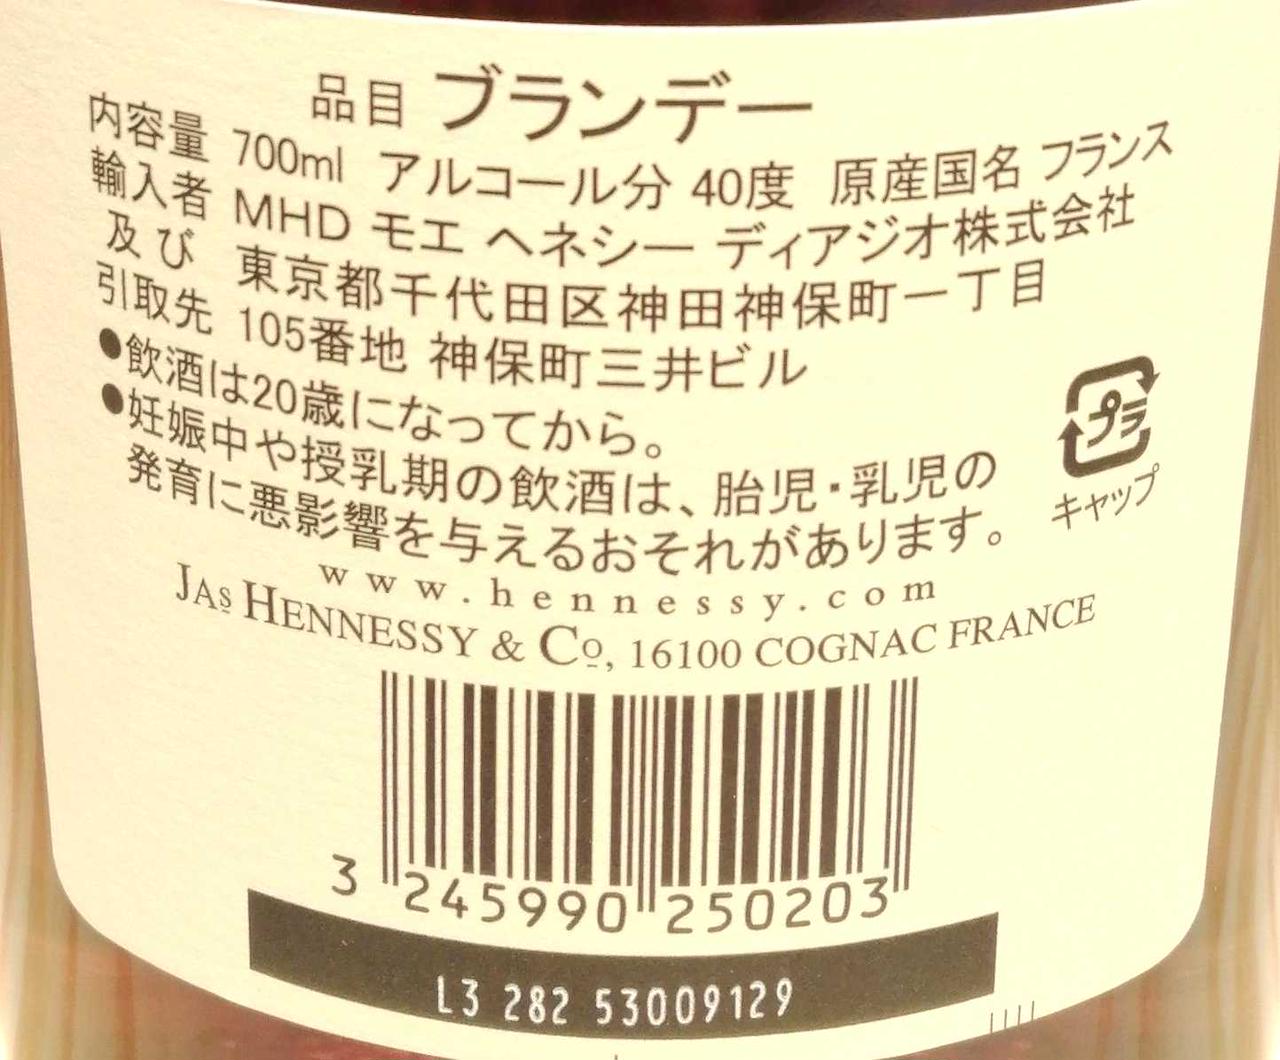 品目 ブランデー
内容量 700ml アルコール分 40度 原産国名 フランス
輸入者 MHD モエ ヘネシー ディアジオ株式会社
及び 東京都千代田区神田神保町一丁目
引取先 105番地 神保町三井ビル
●飲酒は20歳になってから。
●妊娠中や授乳期の飲酒は、胎児・乳児の
発育に悪影響を与えるおそれがあります。
プラ
キャップ
www.hennessy.com
JAS HENNESSY & Co, 16100 COGNAC FRANCE
3 245990 250203
L3 282 53009129